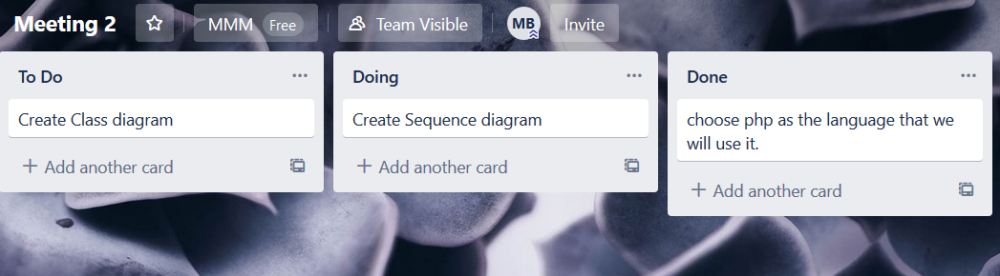 Meeting 2 MMM Free Team Visible MB Invite
To Do
Create Class diagram
Add another card
Doing
Create Sequence diagram
Add another card
Done
choose php as the language that we
will use it.
Add another card